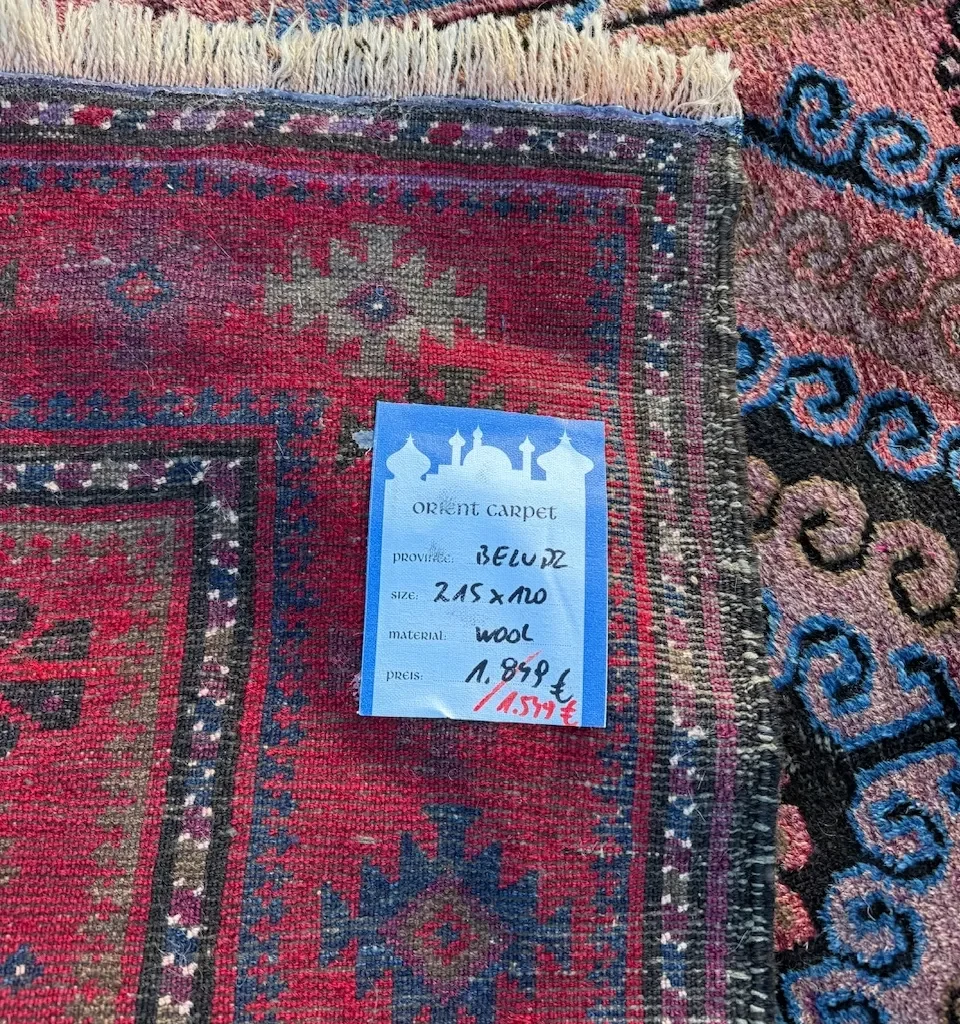 ORIENT CARPET
PROVINCE: BELUDZ
SIZE: 215 x 120
MATERIAL: WOOL
PREIS: 1.849 €
1.599 €